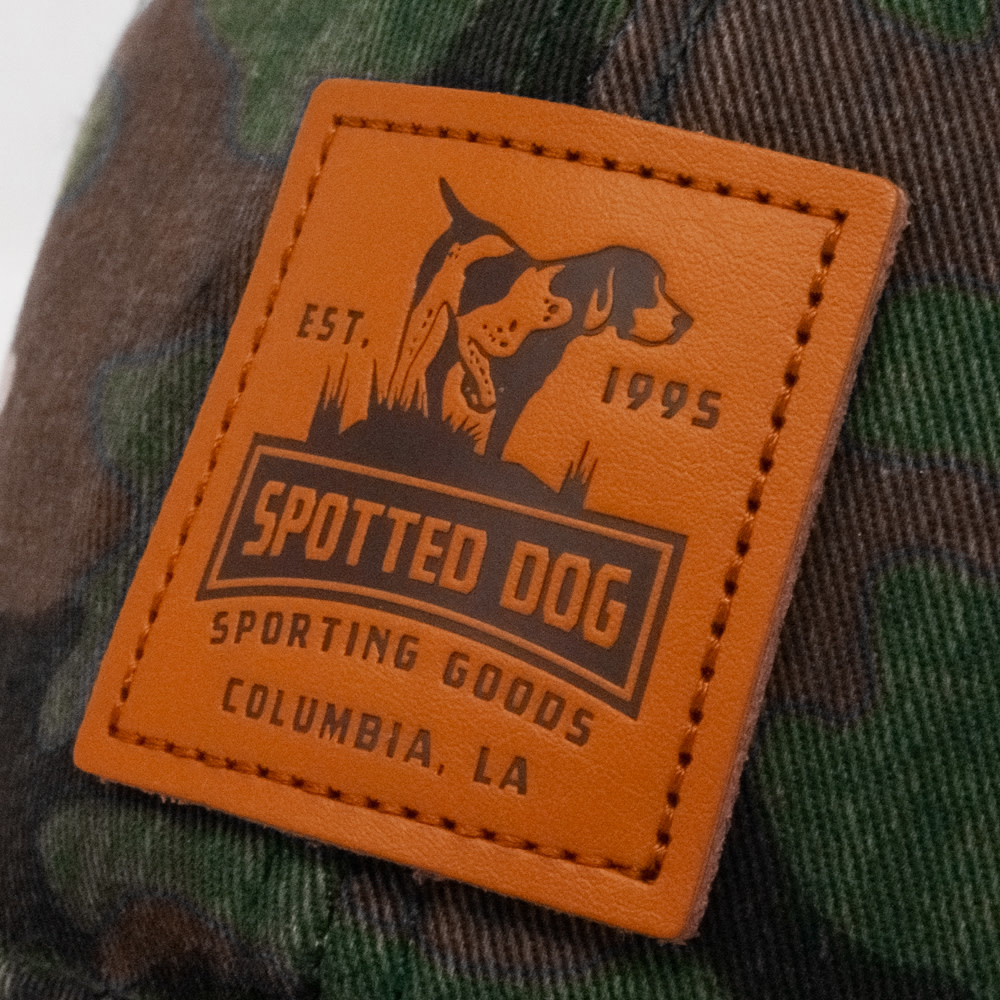 EST.
1995
SPOTTED DOG
SPORTING GOODS
COLUMBIA, LA